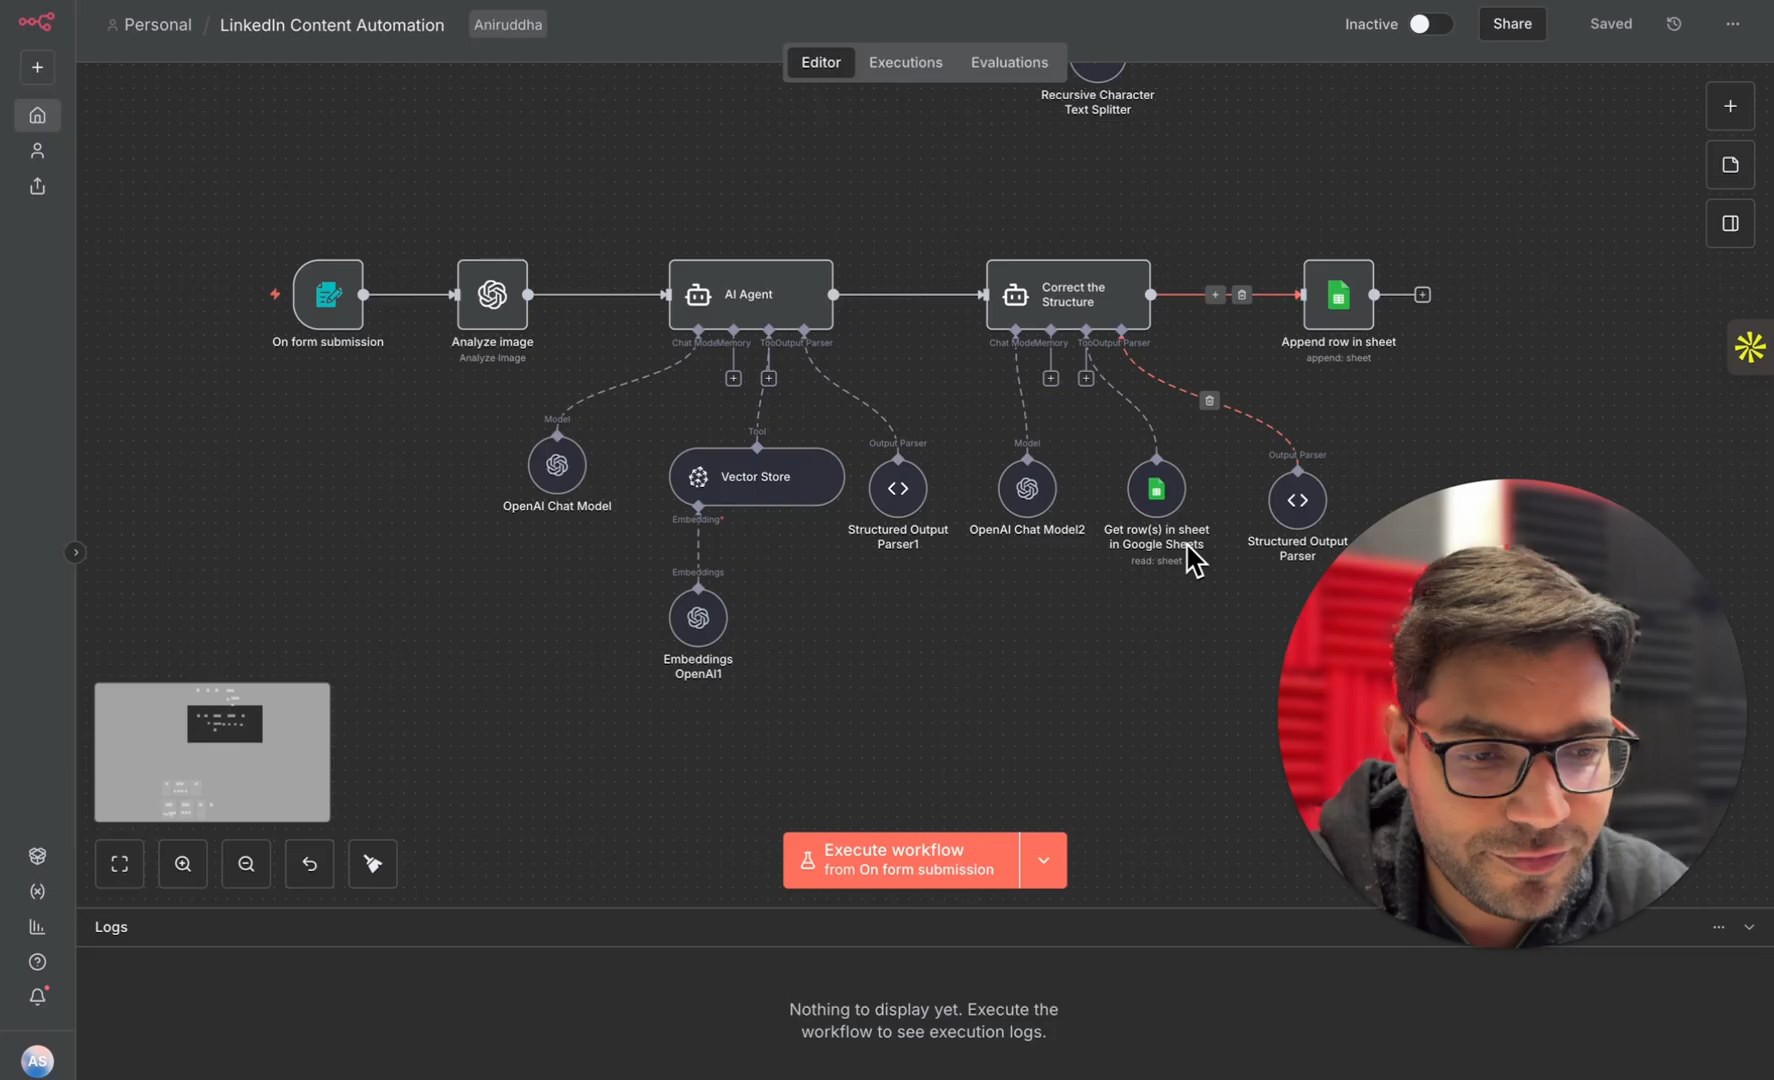 Personal / LinkedIn Content Automation Aniruddha
Inactive Share Saved
Editor Executions Evaluations
Recursive Character
Text Splitter
On form submission
Analyze image
Analyze Image
AI Agent
Correct the
Structure
Append row in sheet
append: sheet
Memory
Output Parser
Memory
Output Parser
Model
OpenAI Chat Model
Tool
Vector Store
Embedding*
Embeddings
Embeddings
OpenAI1
Output Parser
Structured Output
Parser1
Model
OpenAI Chat Model2
Get row(s) in sheet
in Google Sheets
read: sheet
Output Parser
Structured Output
Parser
Execute workflow
from On form submission
Logs
Nothing to display yet. Execute the
workflow to see execution logs.
AS